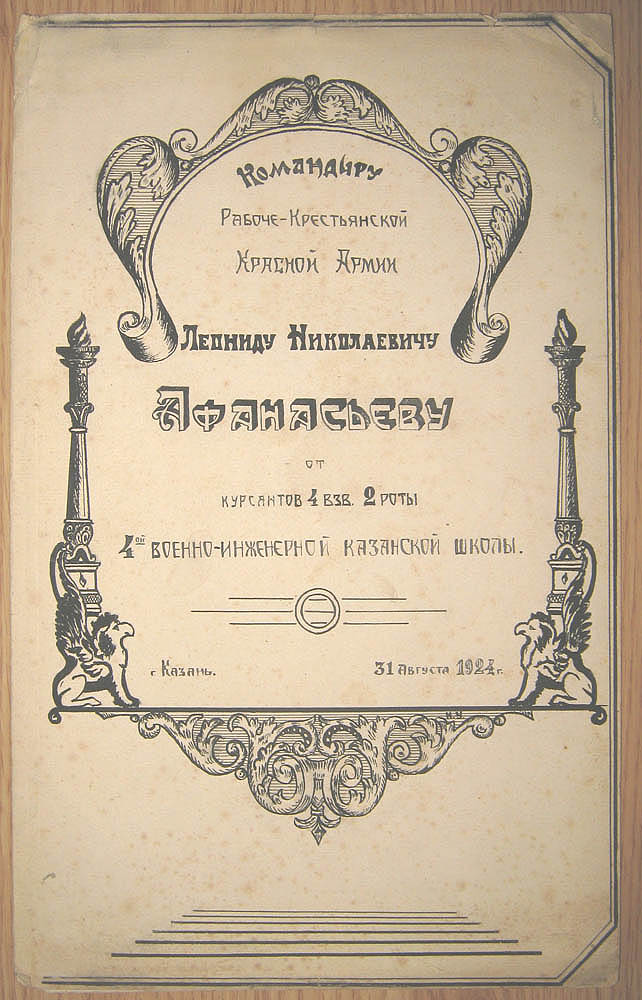 Командиру
Рабоче-Крестьянской
Красной Армии
Леониду Николаевичу
Афанасьеву
от
курсантов 4 взв. 2 роты
4ой военно-инженерной казанской школы.
г. Казань.
31 Августа 1924 г.